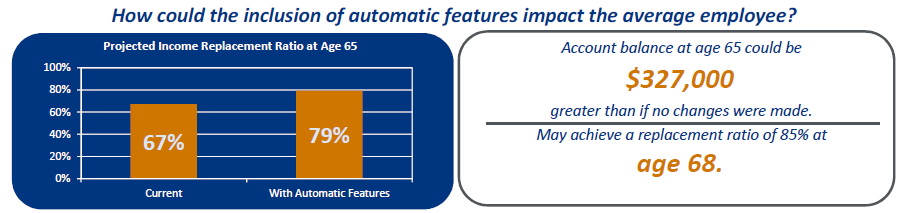 How could the inclusion of automatic features impact the average employee?
Projected Income Replacement Ratio at Age 65
100%
80%
60%
40%
20%
0%
67%
79%
Current
With Automatic Features
Account balance at age 65 could be
$327,000
greater than if no changes were made.
May achieve a replacement ratio of 85% at
age 68.